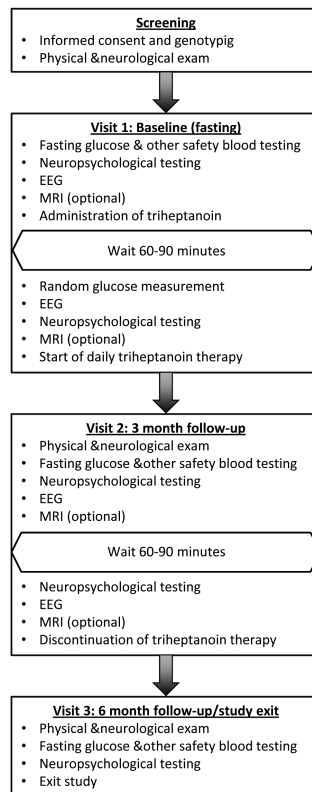 Screening
• Informed consent and genotypig
• Physical &neurological exam
Visit 1: Baseline (fasting)
• Fasting glucose & other safety blood testing
• Neuropsychological testing
• EEG
• MRI (optional)
• Administration of triheptanoin
Wait 60-90 minutes
• Random glucose measurement
• EEG
• Neuropsychological testing
• MRI (optional)
• Start of daily triheptanoin therapy
Visit 2: 3 month follow-up
• Physical &neurological exam
• Fasting glucose &other safety blood testing
• Neuropsychological testing
• EEG
• MRI (optional)
Wait 60-90 minutes
• Neuropsychological testing
• EEG
• MRI (optional)
• Discontinuation of triheptanoin therapy
Visit 3: 6 month follow-up/study exit
• Physical &neurological exam
• Fasting glucose &other safety blood testing
• Neuropsychological testing
• Exit study